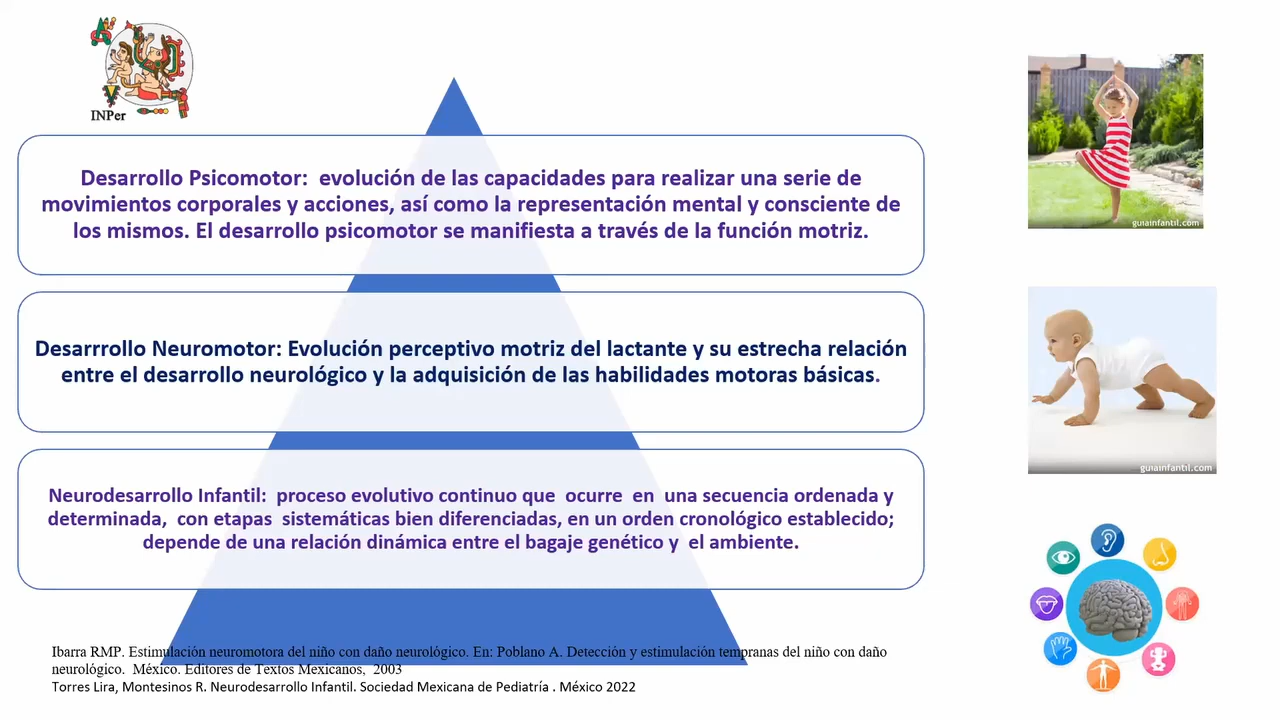 INPer
Desarrollo Psicomotor:  evolución de las capacidades para realizar una serie de
movimientos corporales y acciones, así como la representación mental y consciente de
los mismos. El desarrollo psicomotor se manifiesta a través de la función motriz.
guiainfantil.com
Desarrrollo Neuromotor: Evolución perceptivo motriz del lactante y su estrecha relación
entre el desarrollo neurológico y la adquisición de las habilidades motoras básicas.
guiainfantil.com
Neurodesarrollo Infantil:  proceso evolutivo continuo que  ocurre  en  una secuencia ordenada y
determinada,  con etapas  sistemáticas bien diferenciadas, en un orden cronológico establecido;
depende de una relación dinámica entre el bagaje genético y  el ambiente.
Ibarra RMP. Estimulación neuromotora del niño con daño neurológico. En: Poblano A. Detección y estimulación tempranas del niño con daño
neurológico.  México. Editores de Textos Mexicanos,  2003
Torres Lira, Montesinos R. Neurodesarrollo Infantil. Sociedad Mexicana de Pediatría . México 2022